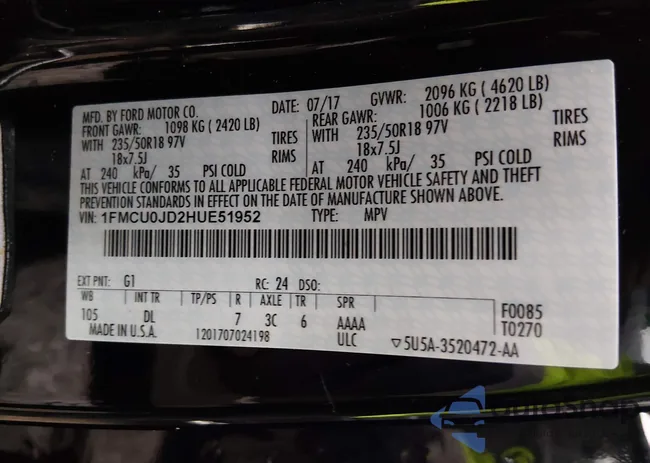 MFD. BY FORD MOTOR CO.
DATE: 07/17
GVWR: 2096 KG ( 4620 LB)
FRONT GAWR: 1098 KG ( 2420 LB)
REAR GAWR: 1006 KG ( 2218 LB)
WITH 235/50R18 97V TIRES
235/50R18 97V TIRES
18x7.5J RIMS
18x7.5J RIMS
AT 240 kPa/ 35 PSI COLD
AT 240 kPa/ 35 PSI COLD
THIS VEHICLE CONFORMS TO ALL APPLICABLE FEDERAL MOTOR VEHICLE SAFETY AND THEFT
PREVENTION STANDARDS IN EFFECT ON THE DATE OF MANUFACTURE SHOWN ABOVE.
VIN: 1FMCU0JD2HUE51952
TYPE: MPV
EXT PNT: G1 RC: 24 DSO:
WB INT TR TP/PS R AXLE TR SPR
105 DL 7 3C 6 AAAA
F0085
T0270
MADE IN U.S.A. 1201707024198 ULC
▽5U5A-3520472-AA